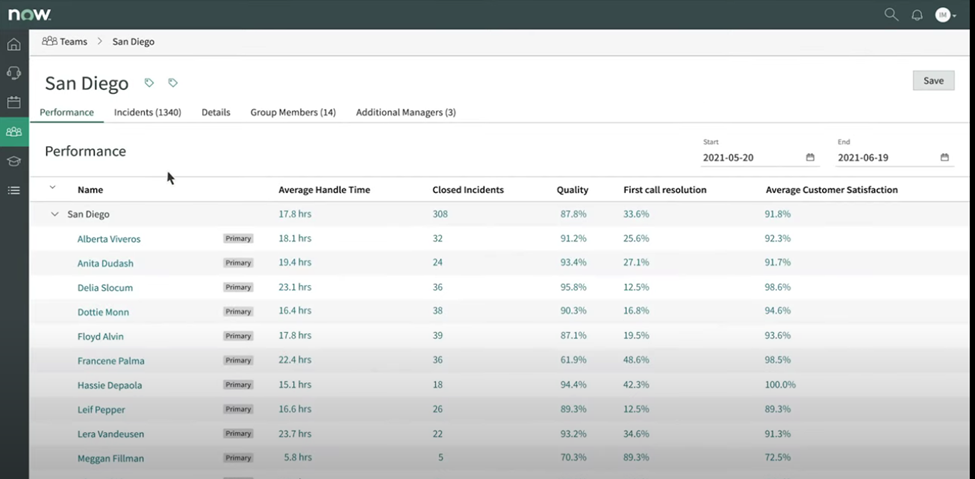 now.
IM
Teams > San Diego
San Diego
Save
Performance Incidents (1340) Details Group Members (14) Additional Managers (3)
Performance
Start
2021-05-20
End
2021-06-19
Name Average Handle Time Closed Incidents Quality First call resolution Average Customer Satisfaction
San Diego 17.8 hrs 308 87.8% 33.6% 91.8%
Alberta Viveros Primary 18.1 hrs 32 91.2% 25.6% 92.3%
Anita Dudash Primary 19.4 hrs 24 93.4% 27.1% 91.7%
Delia Slocum Primary 23.1 hrs 36 95.8% 12.5% 98.6%
Dottie Monn Primary 16.4 hrs 38 90.3% 16.8% 94.6%
Floyd Alvin Primary 17.8 hrs 39 87.1% 19.5% 93.6%
Francene Palma Primary 22.4 hrs 36 61.9% 48.6% 98.5%
Hassie Depaola Primary 15.1 hrs 18 94.4% 42.3% 100.0%
Leif Pepper Primary 16.6 hrs 26 89.3% 12.5% 89.3%
Lera Vandeusen Primary 23.7 hrs 22 93.2% 34.6% 91.3%
Meggan Fillman Primary 5.8 hrs 5 70.3% 89.3% 72.5%